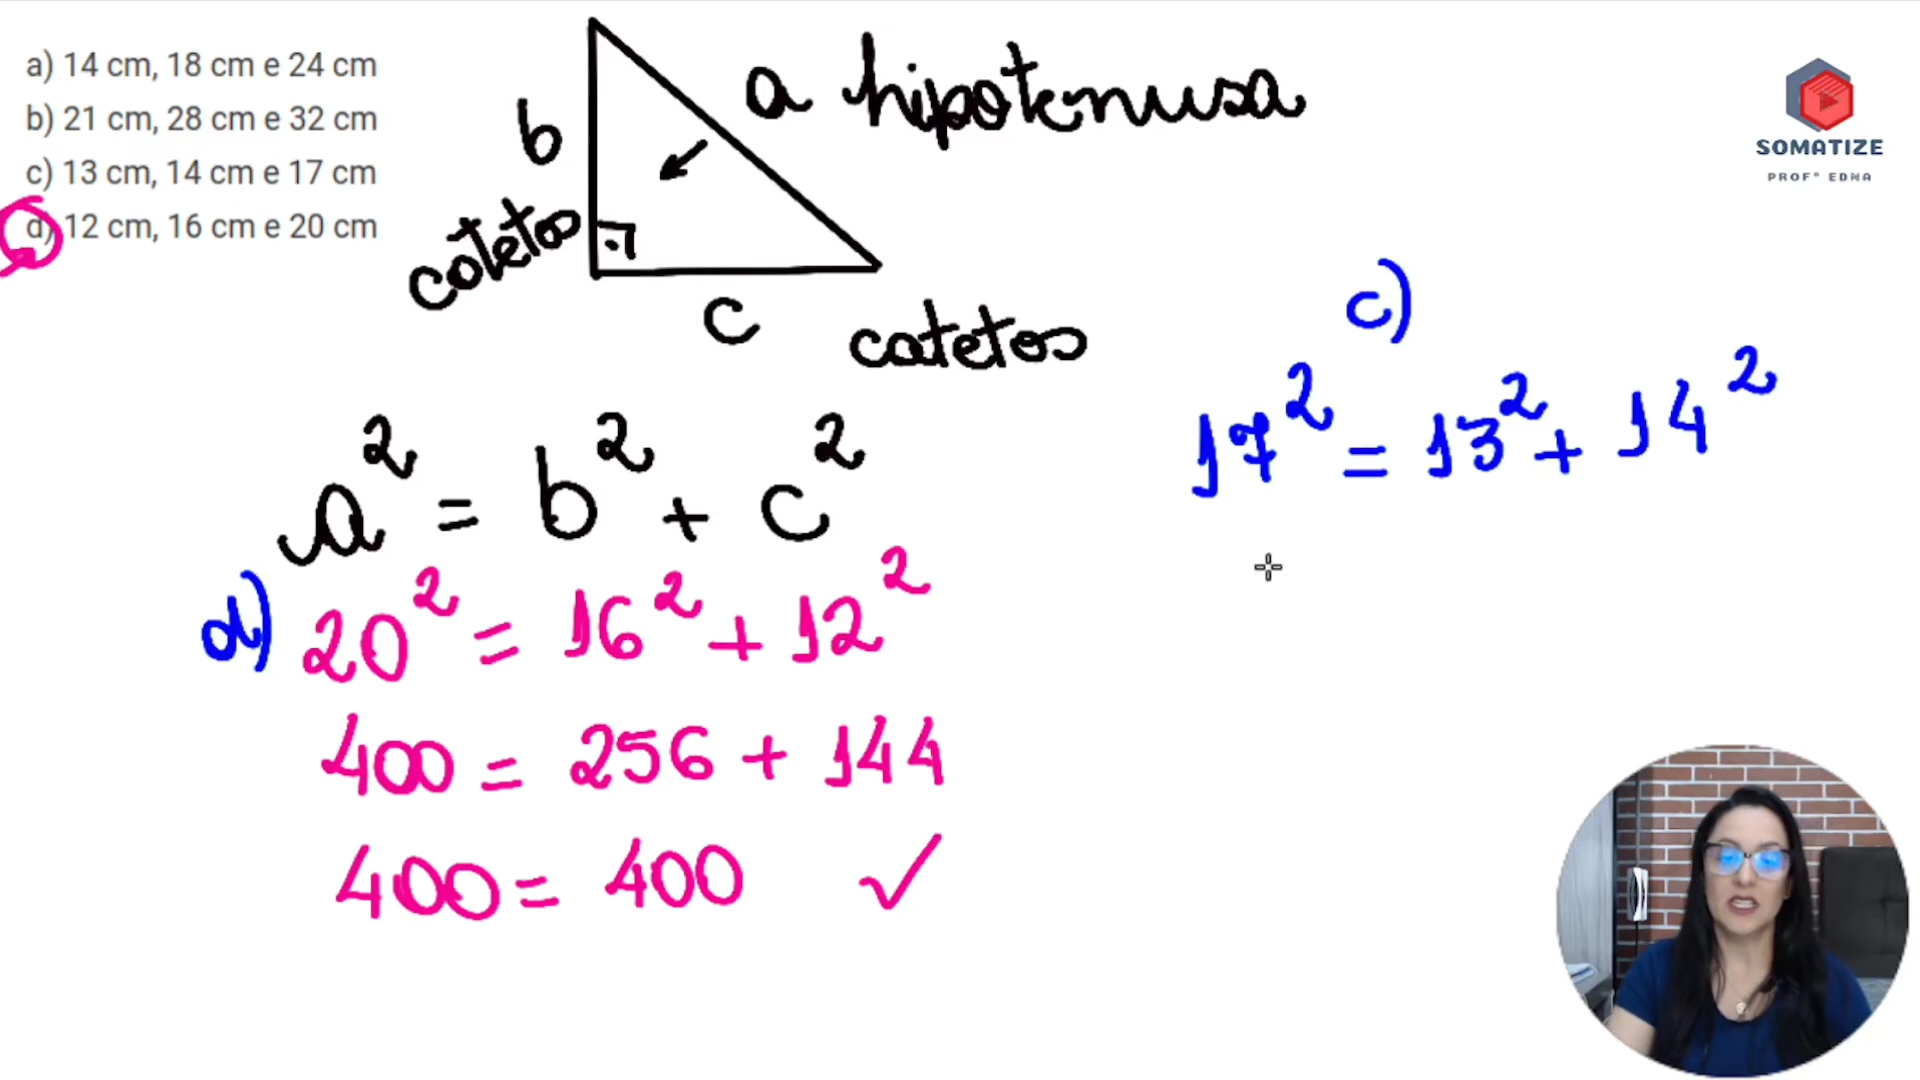 a) 14 cm, 18 cm e 24 cm
b) 21 cm, 28 cm e 32 cm
c) 13 cm, 14 cm e 17 cm
d) 12 cm, 16 cm e 20 cm
b
a hipotenusa
catetos
c
catetos
SOMATIZE
PROFª EDNA
a² = b² + c²
d) 20² = 16² + 12²
400 = 256 + 144
400 = 400 ✓
c)
17² = 13² + 14²